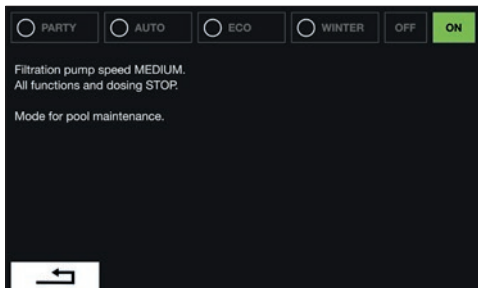 PARTY AUTO ECO WINTER OFF ON
Filtration pump speed MEDIUM.
All functions and dosing STOP.
Mode for pool maintenance.